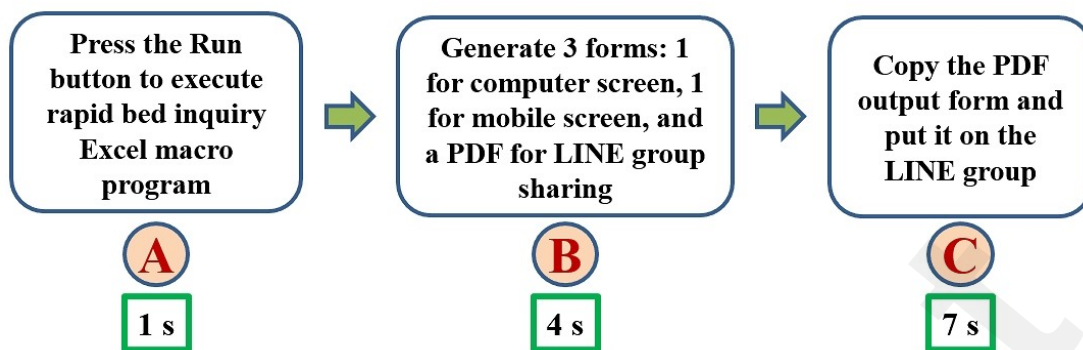 Press the Run
button to execute
rapid bed inquiry
Excel macro
program
Generate 3 forms: 1
for computer screen, 1
for mobile screen, and
a PDF for LINE group
sharing
Copy the PDF
output form and
put it on the
LINE group
A
B
C
1 s
4 s
7 s